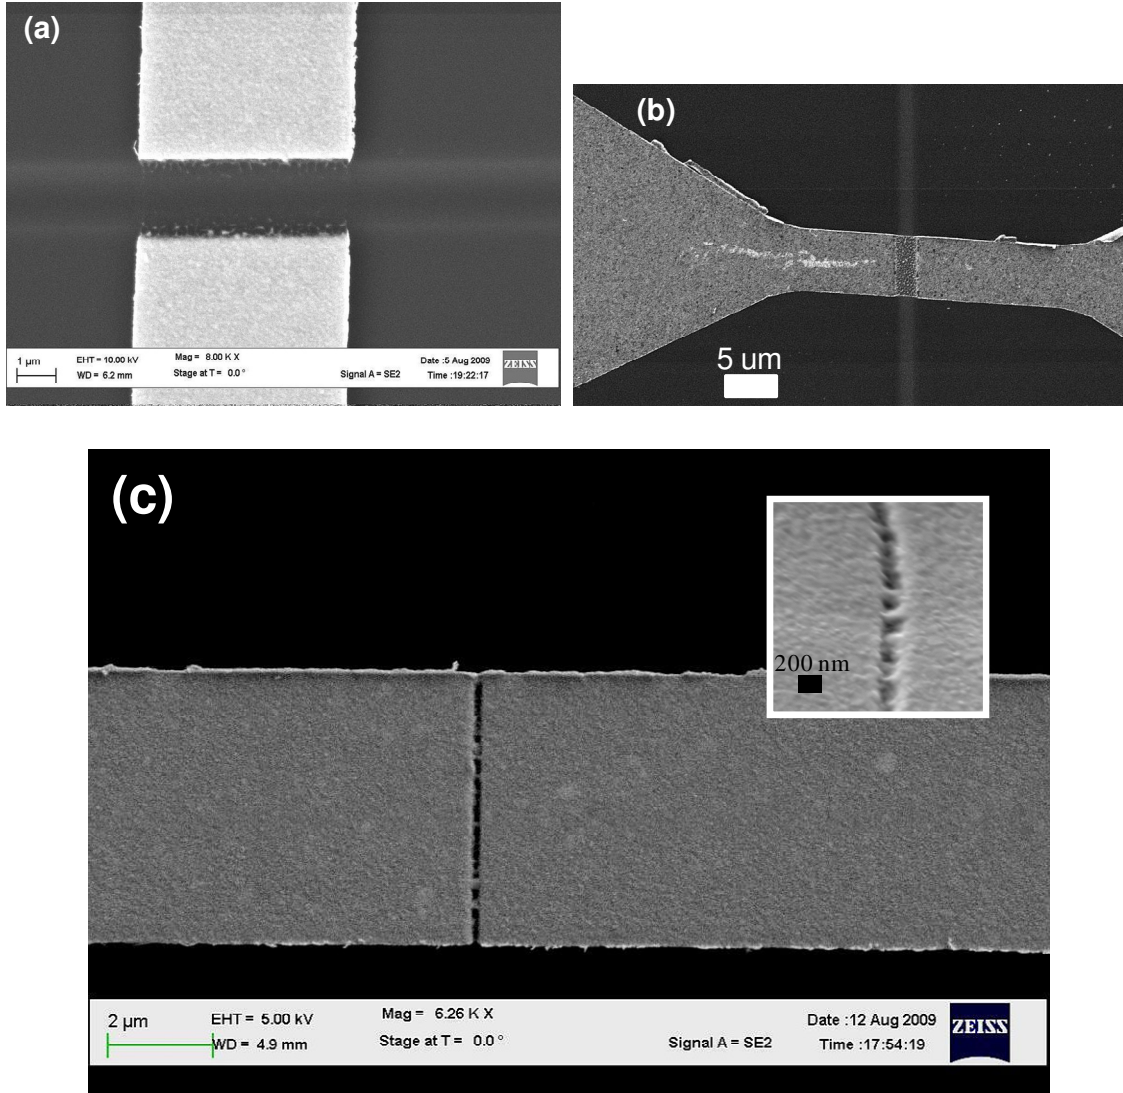 (a)
1 µm
EHT = 10.00 kV
WD = 6.2 mm
Mag = 8.00 K X
Stage at T = 0.0 °
Signal A = SE2
Date :5 Aug 2009
Time :19:22:17
ZEISS
(b)
5 um
(c)
200 nm
2 µm
EHT = 5.00 kV
WD = 4.9 mm
Mag = 6.26 K X
Stage at T = 0.0 °
Signal A = SE2
Date :12 Aug 2009
Time :17:54:19
ZEISS